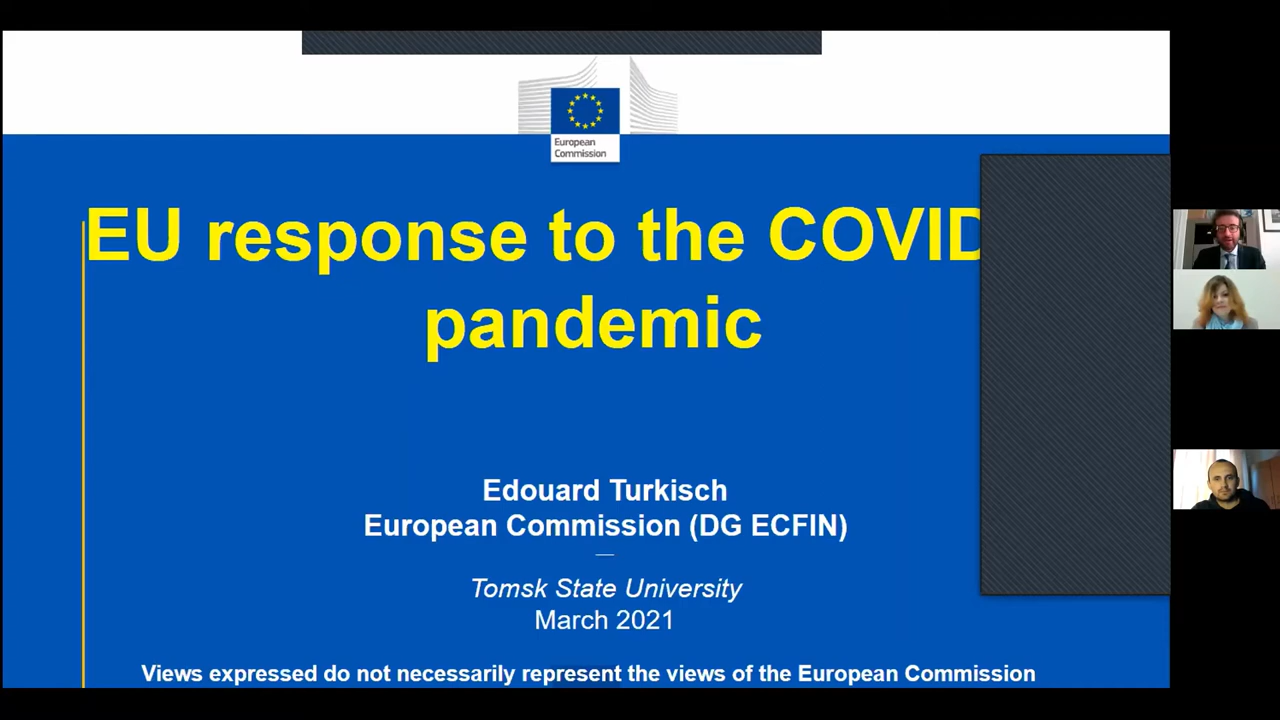 European
Commission
EU response to the COVID
pandemic
Edouard Turkisch
European Commission (DG ECFIN)
Tomsk State University
March 2021
Views expressed do not necessarily represent the views of the European Commission